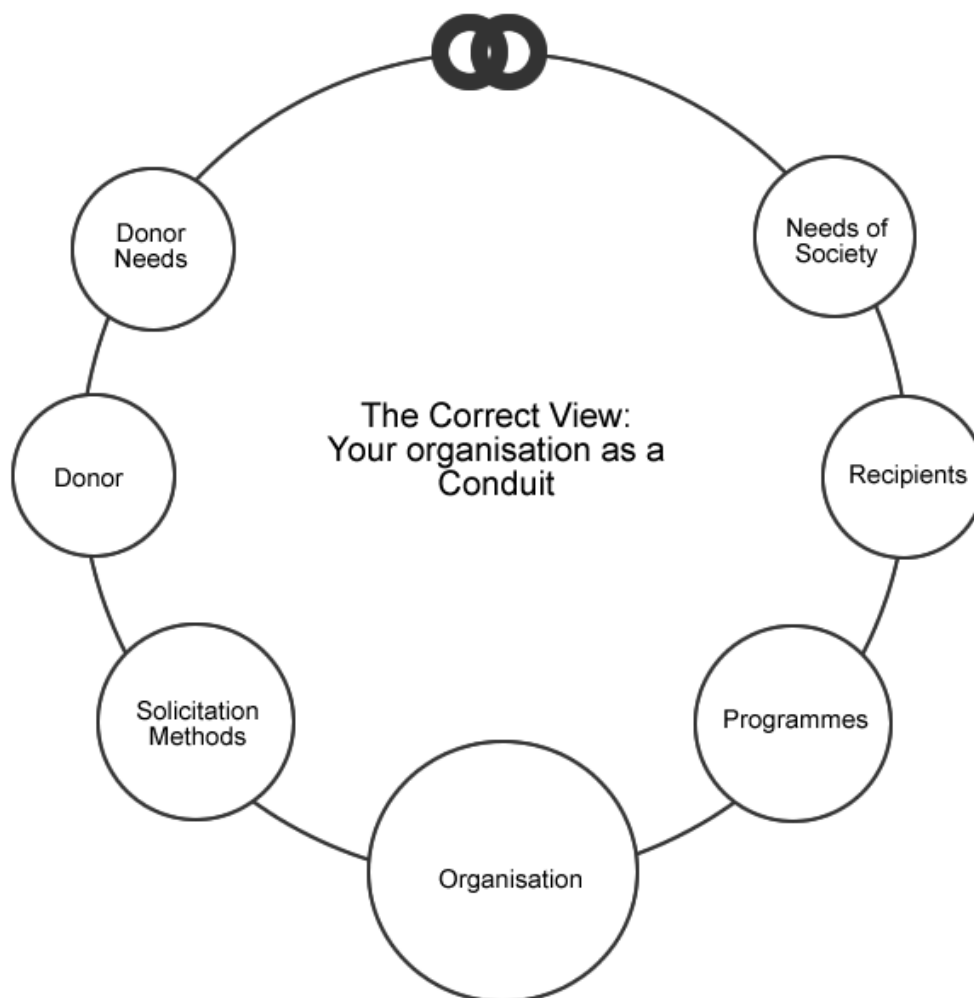 Donor
Needs
Needs of
Society
The Correct View:
Your organisation as a
Conduit
Donor
Recipients
Solicitation
Methods
Programmes
Organisation